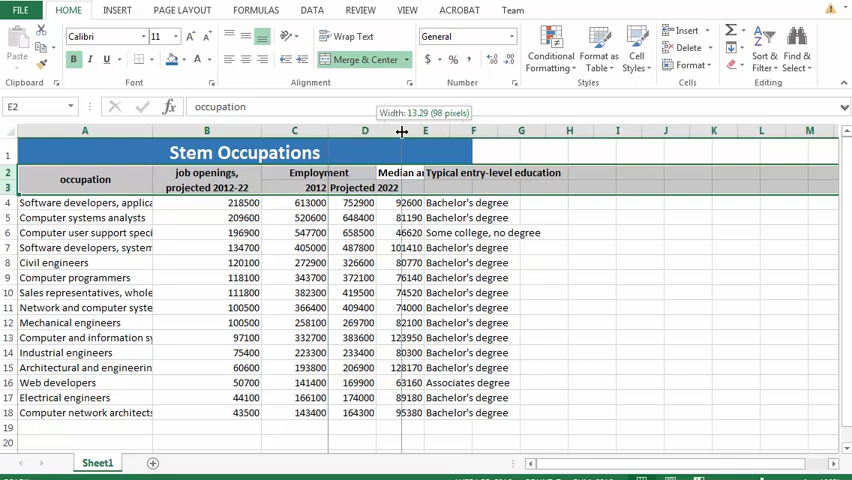 FILE HOME INSERT PAGE LAYOUT FORMULAS DATA REVIEW VIEW ACROBAT Team
Calibri 11 Wrap Text General Insert
Paste B I U Merge & Center $ % , Conditional Formatting Format as Table Cell Styles Delete Format Sort & Filter Find & Select
Clipboard Font Alignment Number Styles Cells Editing
E2 fx occupation
Width: 13.29 (98 pixels)
A B C D E F G H I J K L M
1 Stem Occupations
2 occupation job openings, Employment Median an Typical entry-level education
3 projected 2012-22 2012 Projected 2022
4 Software developers, applica 218500 613000 752900 92600 Bachelor's degree
5 Computer systems analysts 209600 520600 648400 81190 Bachelor's degree
6 Computer user support speci 196900 547700 658500 46620 Some college, no degree
7 Software developers, system 134700 405000 487800 101410 Bachelor's degree
8 Civil engineers 120100 272900 326600 80770 Bachelor's degree
9 Computer programmers 118100 343700 372100 76140 Bachelor's degree
10 Sales representatives, whole 111800 382300 419500 74520 Bachelor's degree
11 Network and computer syste 100500 366400 409400 74000 Bachelor's degree
12 Mechanical engineers 100500 258100 269700 82100 Bachelor's degree
13 Computer and information sy 97100 332700 383600 123950 Bachelor's degree
14 Industrial engineers 75400 223300 233400 80300 Bachelor's degree
15 Architectural and engineerin 60600 193800 206900 128170 Bachelor's degree
16 Web developers 50700 141400 169900 63160 Associates degree
17 Electrical engineers 44100 166100 174000 89180 Bachelor's degree
18 Computer network architects 43500 143400 164300 95380 Bachelor's degree
19
20
Sheet1